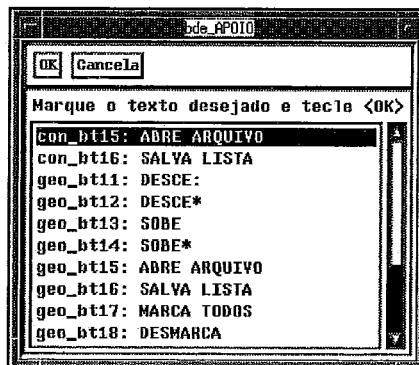 bde_APOIO
OK Cancela
Marque o texto desejado e tecle <OK>
con_bt15: ABRE ARQUIVO
con_bt16: SALVA LISTA
geo_bt11: DESCE:
geo_bt12: DESCE*
geo_bt13: SOBE
geo_bt14: SOBE*
geo_bt15: ABRE ARQUIVO
geo_bt16: SALVA LISTA
geo_bt17: MARCA TODOS
geo_bt18: DESMARCA